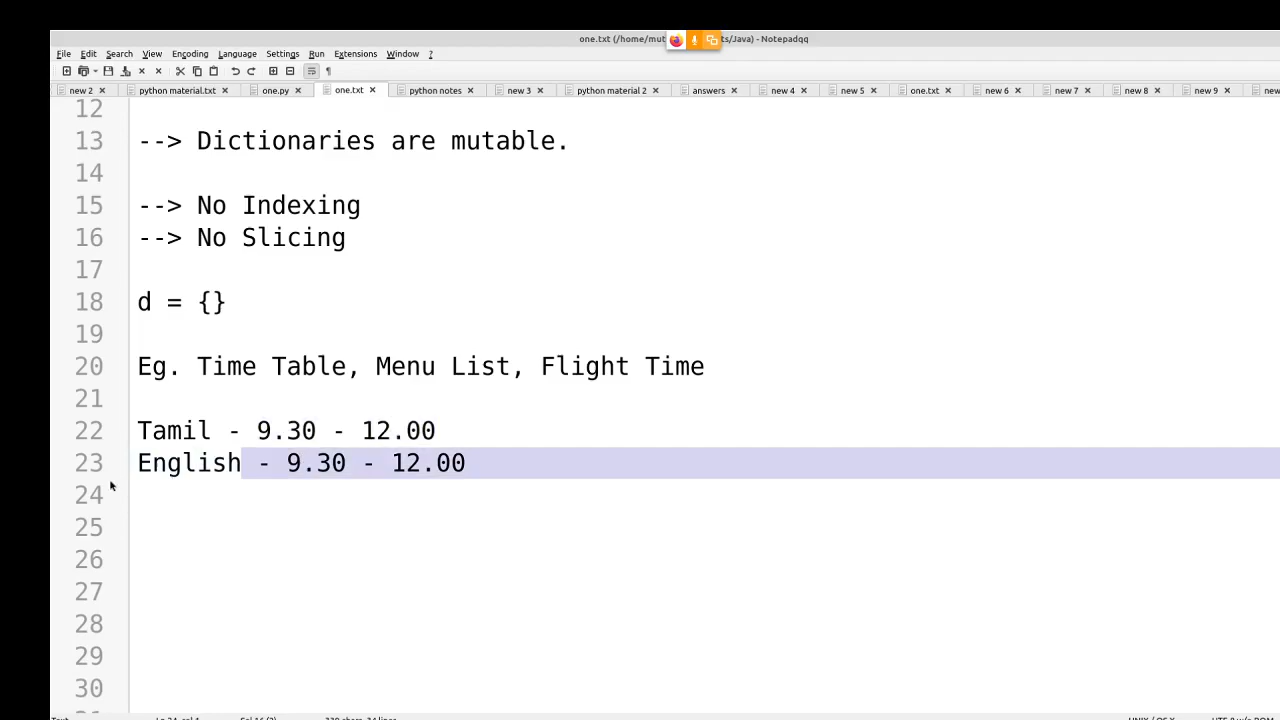 one.txt (/home/mut ts/Java) - Notepadqq
File Edit Search View Encoding Language Settings Run Extensions Window ?
new 2 python material.txt one.py one.txt python notes new 3 python material 2 answers new 4 new 5 one.txt new 6 new 7 new 8 new 9 new
12
13 --> Dictionaries are mutable.
14
15 --> No Indexing
16 --> No Slicing
17
18 d = {}
19
20 Eg. Time Table, Menu List, Flight Time
21
22 Tamil - 9.30 - 12.00
23 English - 9.30 - 12.00
24
25
26
27
28
29
30